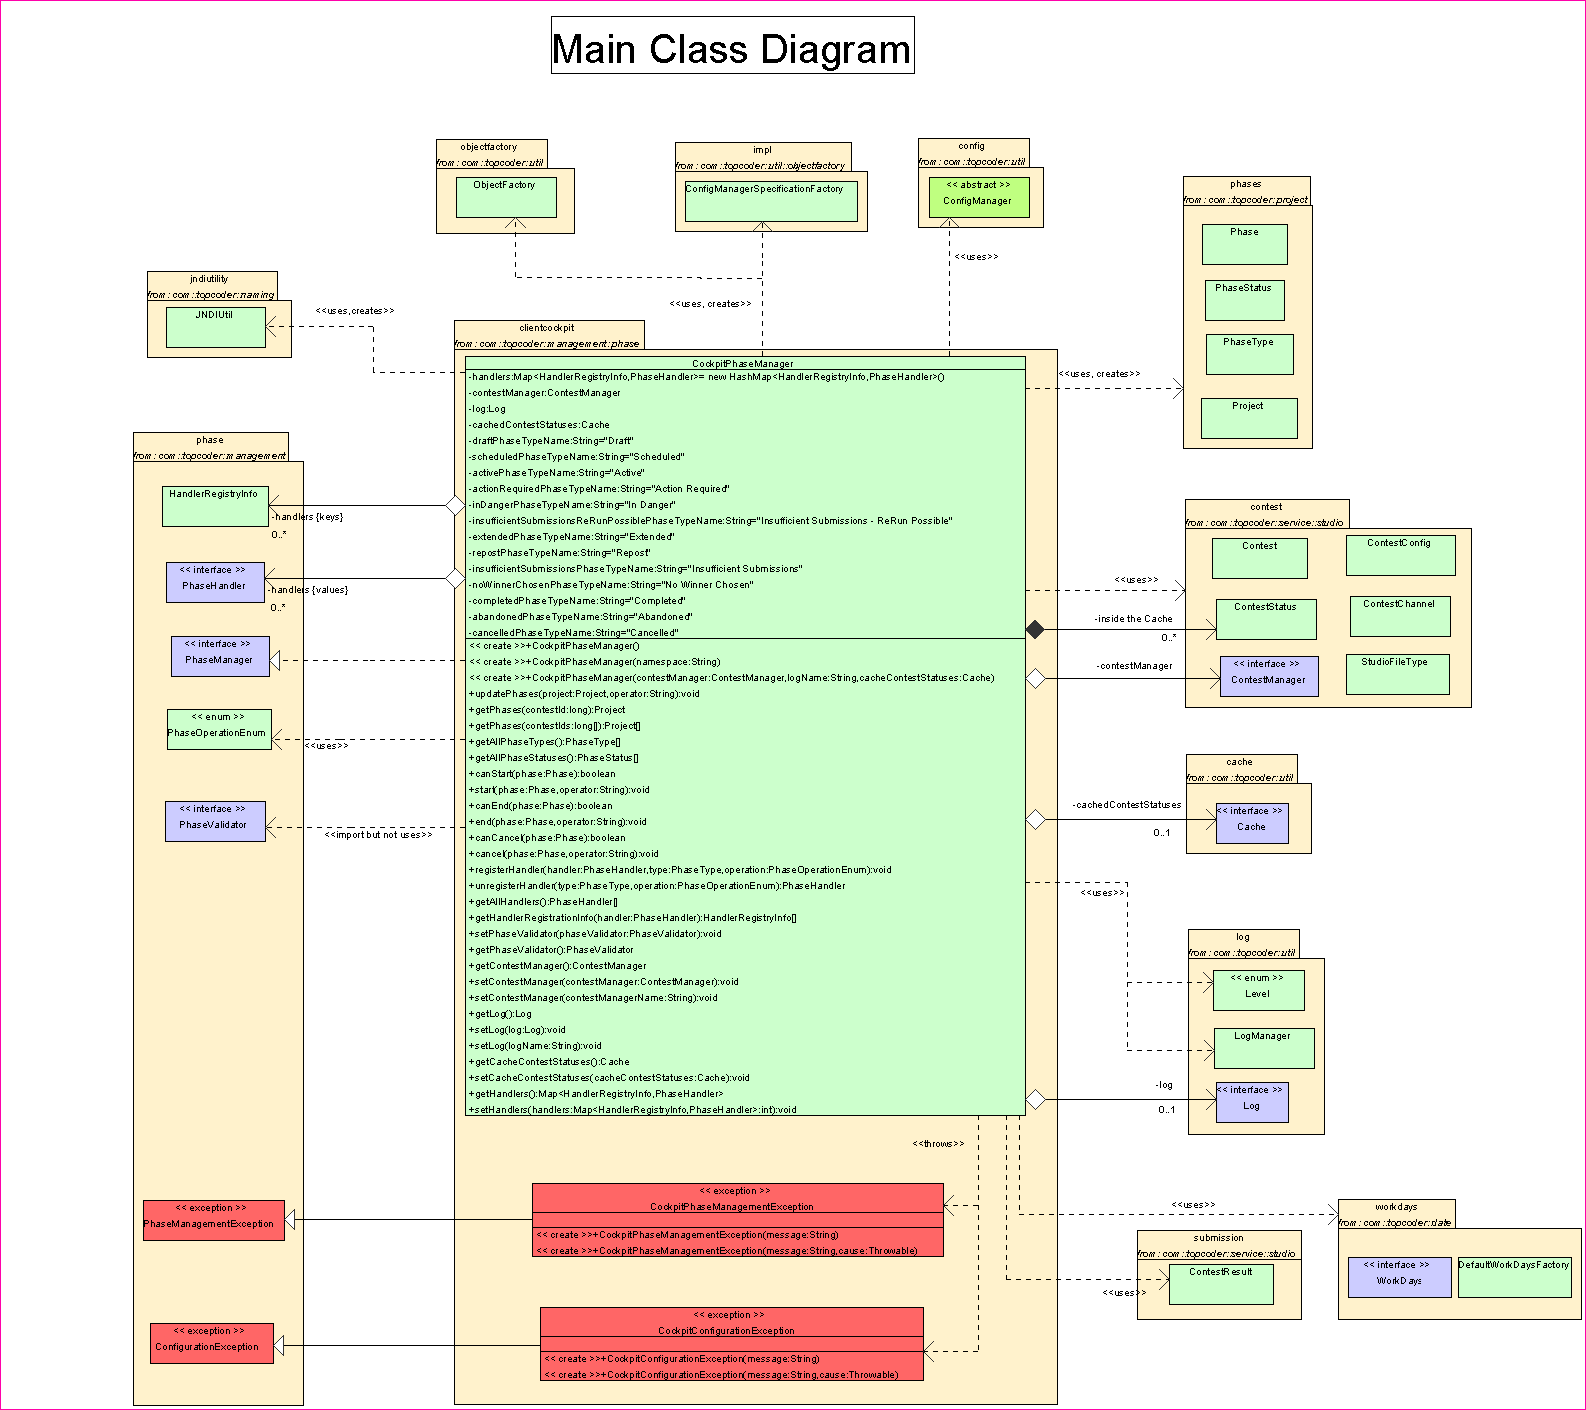 Main Class Diagram
objectfactory
from : com ::topcoder::util
ObjectFactory
impl
from : com ::topcoder::util::objectfactory
ConfigManagerSpecificationFactory
config
from : com ::topcoder::util
<< abstract >>
ConfigManager
phases
from : com ::topcoder::project
Phase
PhaseStatus
PhaseType
Project
<<uses>>
<<uses, creates>>
jndiutility
from : com ::topcoder::naming
JNDIUtil
<<uses,creates>>
<<uses, creates>>
clientcockpit
from : com ::topcoder::management::phase
CockpitPhaseManager
-handlers:Map<HandlerRegistryInfo,PhaseHandler>= new HashMap<HandlerRegistryInfo,PhaseHandler>()
-contestManager:ContestManager
-log:Log
-cachedContestStatuses:Cache
-draftPhaseTypeName:String="Draft"
-scheduledPhaseTypeName:String="Scheduled"
-activePhaseTypeName:String="Active"
-actionRequiredPhaseTypeName:String="Action Required"
-inDangerPhaseTypeName:String="In Danger"
-insufficientSubmissionsReRunPossiblePhaseTypeName:String="Insufficient Submissions - ReRun Possible"
-extendedPhaseTypeName:String="Extended"
-repostPhaseTypeName:String="Repost"
-insufficientSubmissionsPhaseTypeName:String="Insufficient Submissions"
-noWinnerChosenPhaseTypeName:String="No Winner Chosen"
-completedPhaseTypeName:String="Completed"
-abandonedPhaseTypeName:String="Abandoned"
-cancelledPhaseTypeName:String="Cancelled"
<< create >>+CockpitPhaseManager()
<< create >>+CockpitPhaseManager(namespace:String)
<< create >>+CockpitPhaseManager(contestManager:ContestManager,logName:String,cacheContestStatuses:Cache)
+updatePhases(project:Project,operator:String):void
+getPhases(contestId:long):Project
+getPhases(contestIds:long[]):Project[]
+getAllPhaseTypes():PhaseType[]
+getAllPhaseStatuses():PhaseStatus[]
+canStart(phase:Phase):boolean
+start(phase:Phase,operator:String):void
+canEnd(phase:Phase):boolean
+end(phase:Phase,operator:String):void
+canCancel(phase:Phase):boolean
+cancel(phase:Phase,operator:String):void
+registerHandler(handler:PhaseHandler,type:PhaseType,operation:PhaseOperationEnum):void
+unregisterHandler(type:PhaseType,operation:PhaseOperationEnum):PhaseHandler
+getAllHandlers():PhaseHandler[]
+getHandlerRegistrationInfo(handler:PhaseHandler):HandlerRegistryInfo[]
+setPhaseValidator(phaseValidator:PhaseValidator):void
+getPhaseValidator():PhaseValidator
+getContestManager():ContestManager
+setContestManager(contestManager:ContestManager):void
+setContestManager(contestManagerName:String):void
+getLog():Log
+setLog(log:Log):void
+setLog(logName:String):void
+getCacheContestStatuses():Cache
+setCacheContestStatuses(cacheContestStatuses:Cache):void
+getHandlers():Map<HandlerRegistryInfo,PhaseHandler>
+setHandlers(handlers:Map<HandlerRegistryInfo,PhaseHandler>:int):void
phase
from : com ::topcoder::management
HandlerRegistryInfo
-handlers {keys}
0..*
<< interface >>
PhaseHandler
-handlers {values}
0..*
<< interface >>
PhaseManager
<< enum >>
PhaseOperationEnum
<<uses>>
<< interface >>
PhaseValidator
<<import but not uses>>
<< exception >>
PhaseManagementException
<< exception >>
ConfigurationException
contest
from : com ::topcoder::service::studio
Contest
ContestConfig
<<uses>>
ContestStatus
ContestChannel
-inside the Cache
0..*
-contestManager
<< interface >>
ContestManager
StudioFileType
cache
from : com ::topcoder::util
-cachedContestStatuses
0..1
<< interface >>
Cache
<<uses>>
log
from : com ::topcoder::util
<< enum >>
Level
LogManager
-log
0..1
<< interface >>
Log
<<throws>>
<< exception >>
CockpitPhaseManagementException
<< create >>+CockpitPhaseManagementException(message:String)
<< create >>+CockpitPhaseManagementException(message:String,cause:Throwable)
<< exception >>
CockpitConfigurationException
<< create >>+CockpitConfigurationException(message:String)
<< create >>+CockpitConfigurationException(message:String,cause:Throwable)
<<uses>>
submission
from : com ::topcoder::service::studio
ContestResult
<<uses>>
workdays
from : com ::topcoder::date
<< interface >>
WorkDays
DefaultWorkDaysFactory